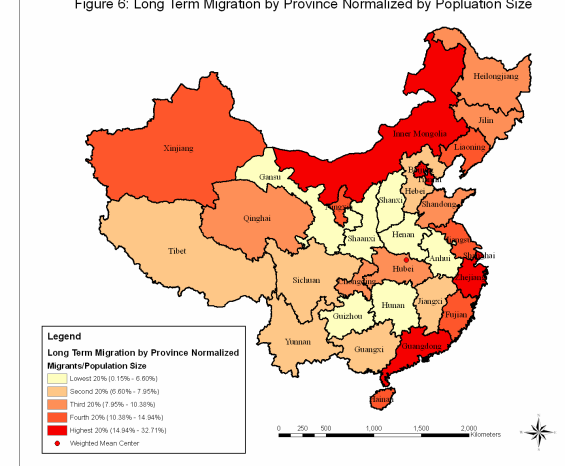 Figure 6: Long Term Migration by Province Normalized by Popluation Size
Heilongjiang
Jilin
Inner Mongolia
Liaoning
Xinjiang
Gansu
Hebei
Shanxi
Shandong
Qinghai
Shaanxi
Henan
Tibet
Anhui
Hubei
Sichuan
Hunan
Jiangxi
Guizhou
Fujian
Yunnan
Guangxi
Guangdong
Hainan
Legend
Long Term Migration by Province Normalized
Migrants/Population Size
Lowest 20% (0.15% - 6.60%)
Second 20% (6.60% - 7.95%)
Third 20% (7.95% - 10.38%)
Fourth 20% (10.38% - 14.94%)
Highest 20% (14.94% - 32.71%)
Weighted Mean Center
0 250 500 1,000 1,500 2,000
Kilometers